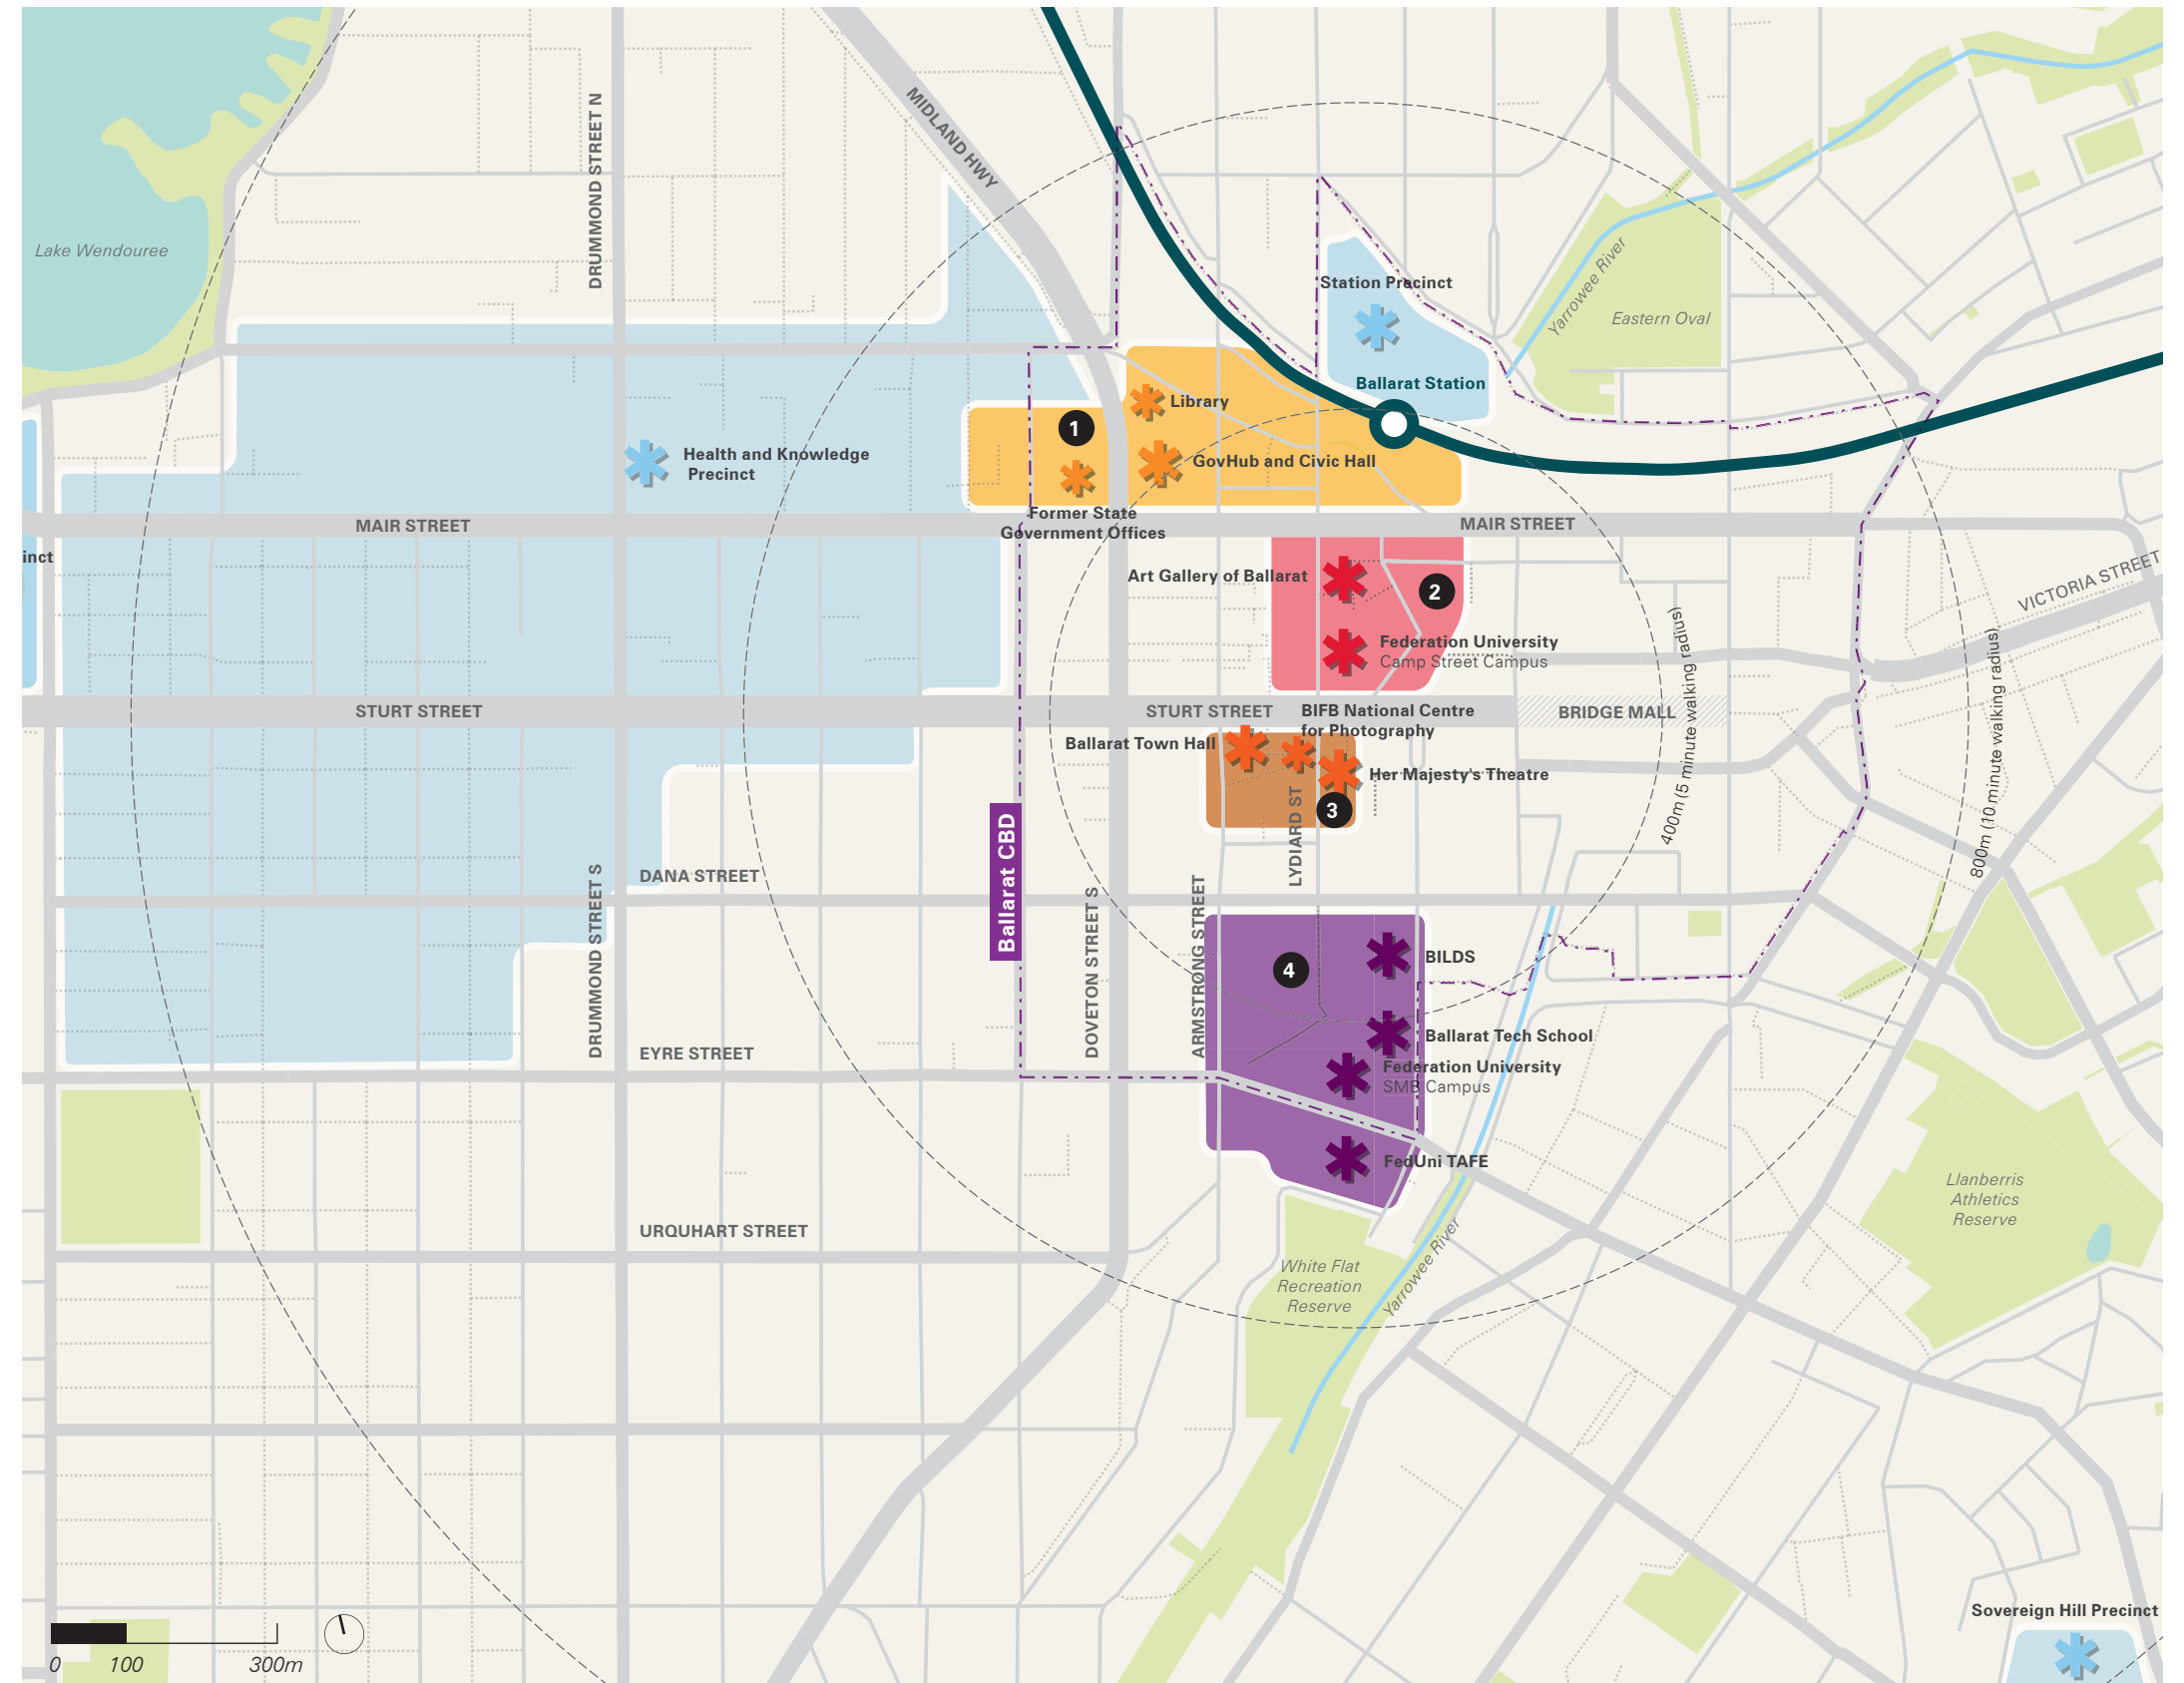 DRUMMOND STREET N
MIDLAND HWY
Lake Wendouree
Station Precinct
Yarrowee River
Eastern Oval
Ballarat Station
Library
1
Health and Knowledge
Precinct
GovHub and Civic Hall
Former State
Government Offices
MAIR STREET
MAIR STREET
inct
VICTORIA STREET
Art Gallery of Ballarat
2
Federation University
Camp Street Campus
STURT STREET
STURT STREET
BIFB National Centre
for Photography
BRIDGE MALL
400m (5 minute walking radius)
800m (10 minute walking radius)
Ballarat Town Hall
Her Majesty's Theatre
3
LYDIARD ST
Ballarat CBD
DANA STREET
DRUMMOND STREET S
DOVETON STREET S
ARMSTRONG STREET
4
BILDS
Ballarat Tech School
EYRE STREET
Federation University
SMB Campus
FedUni TAFE
Llanberris
Athletics
Reserve
URQUHART STREET
White Flat
Recreation
Reserve
Yarrowee River
Sovereign Hill Precinct
0 100 300m